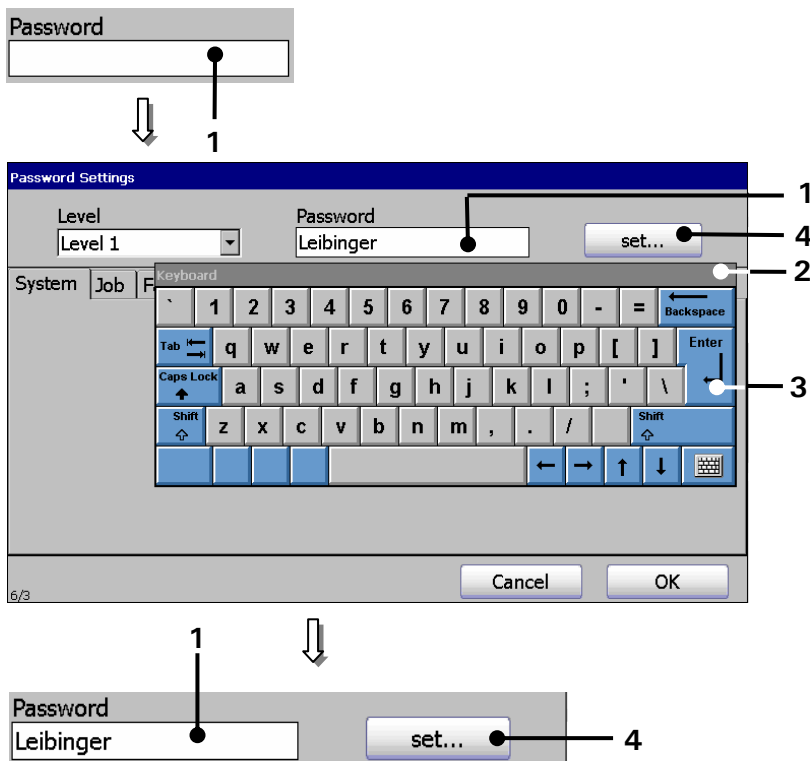 Password
1
Password Settings
Level Password 1
Level 1 Leibinger set... 4
Keyboard 2
System Job F
` 1 2 3 4 5 6 7 8 9 0 - = Backspace
Tab q w e r t y u i o p [ ] Enter
Caps Lock a s d f g h j k l ; ' \ 3
Shift z x c v b n m , . / Shift
← → ↑ ↓
Cancel OK
6/3
1
Password
Leibinger set... 4